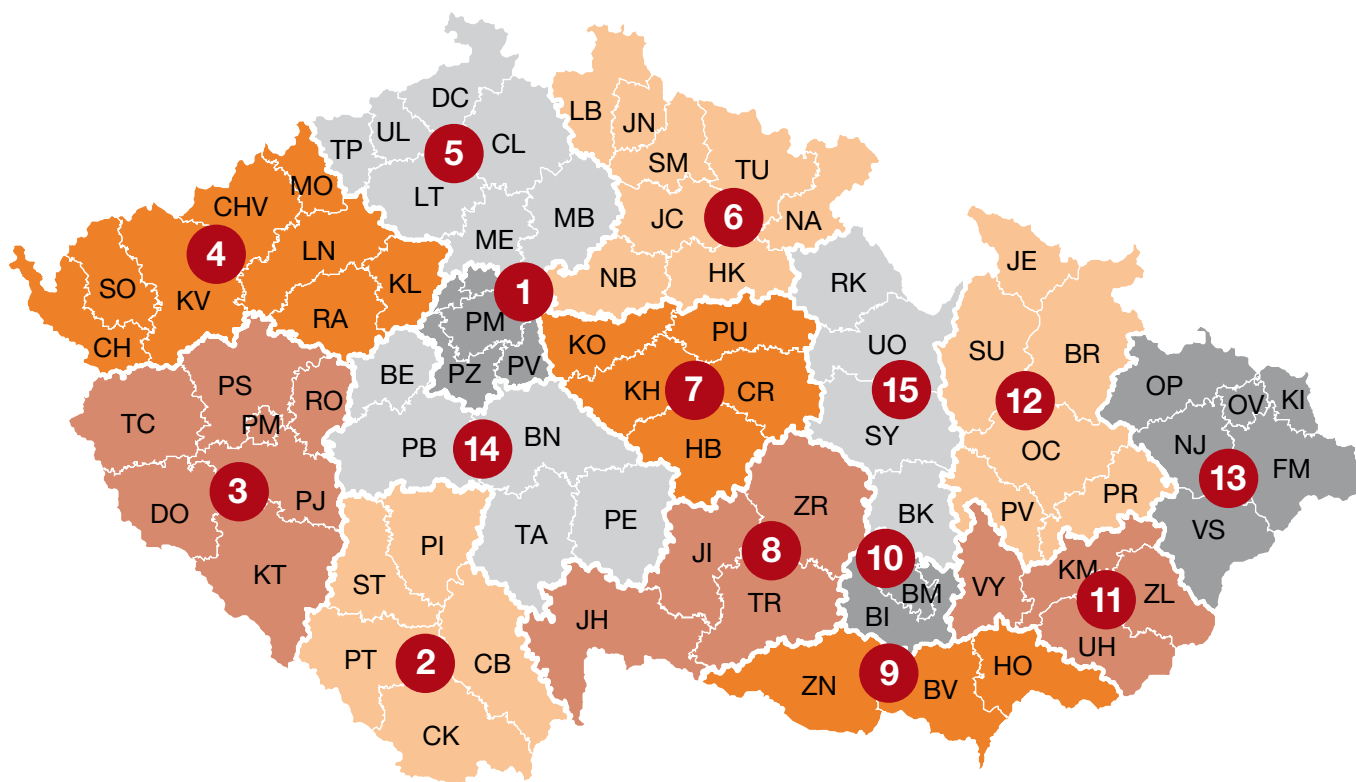 DC
LB
JN
UL
5
CL
TP
SM
TU
MO
LT
CHV
JC
6
NA
MB
ME
4
LN
JE
SO
KV
KL
NB
HK
RK
1
RA
PM
CH
KO
PU
UO
SU
BR
PZ
PV
BE
PS
RO
KH
7
CR
15
12
OP
OV
KI
TC
PM
PB
14
BN
HB
SY
OC
NJ
FM
3
PJ
13
DO
PR
ZR
BK
PV
TA
PE
VS
PI
JI
8
10
KT
ST
KM
VY
11
ZL
BM
TR
BI
JH
UH
PT
2
CB
9
HO
ZN
BV
CK